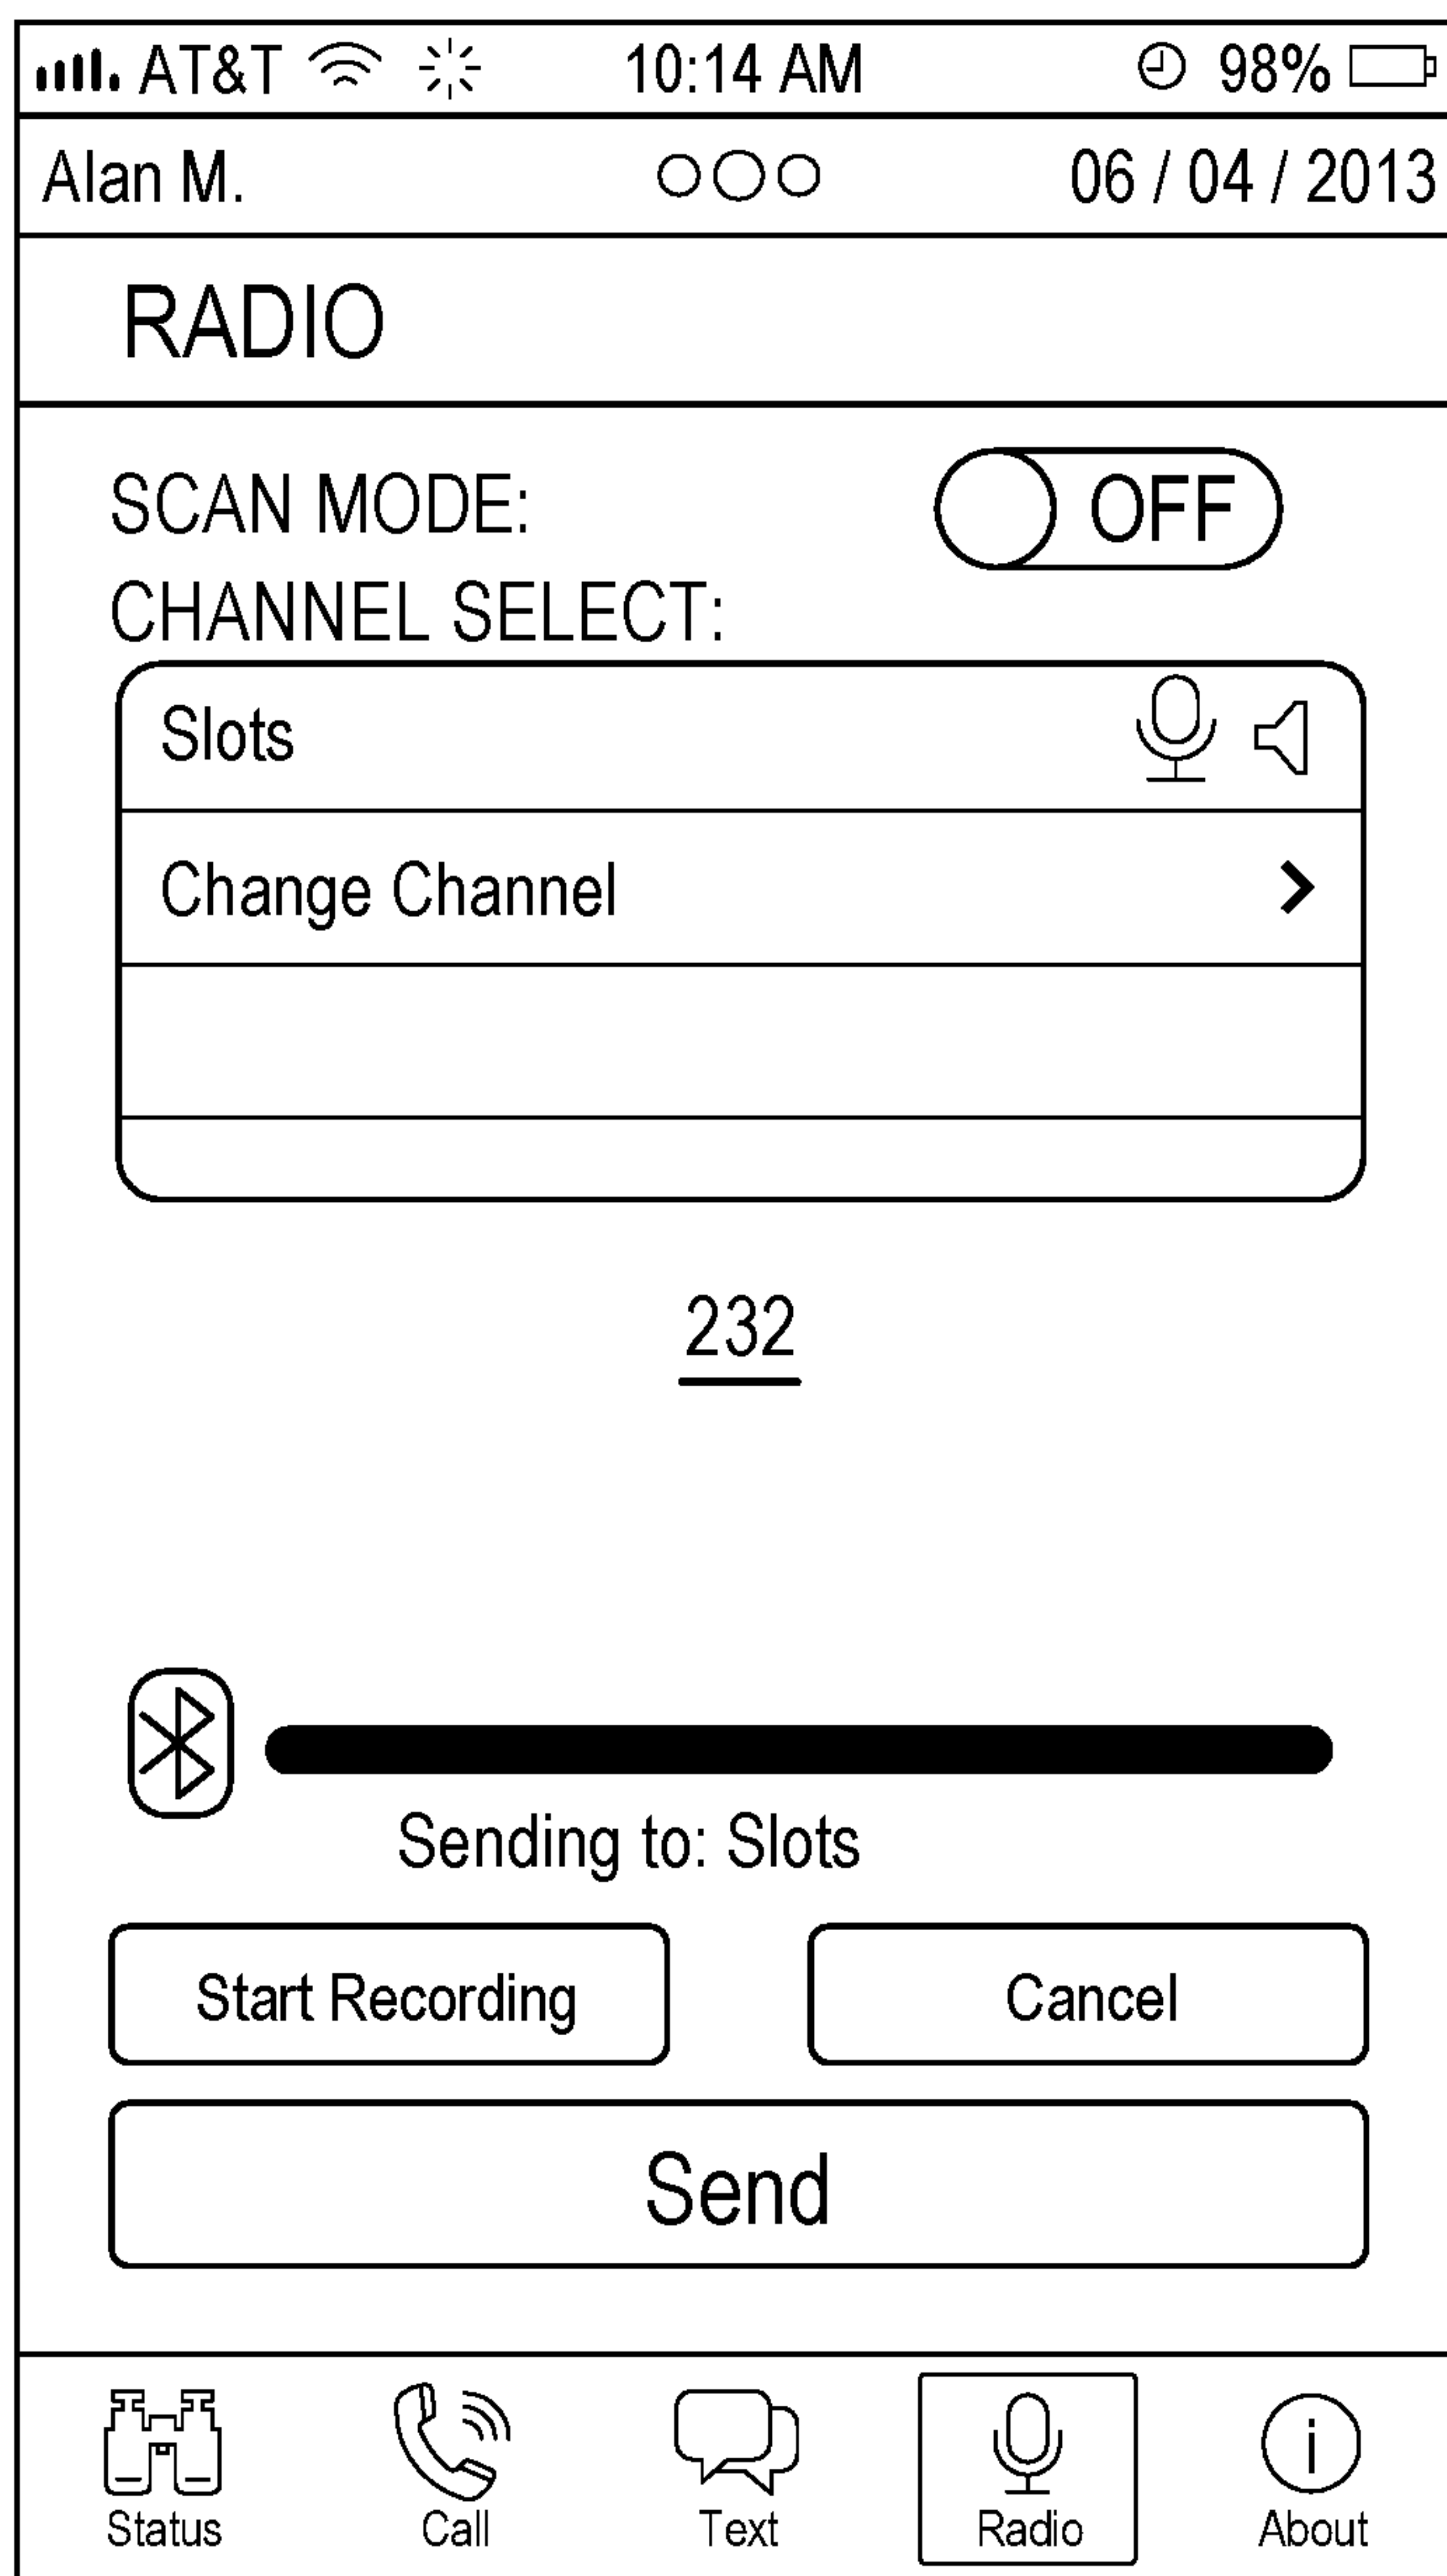 AT&T 10:14 AM 98%
Alan M. 06 / 04 / 2013
RADIO
SCAN MODE: OFF
CHANNEL SELECT:
Slots
Change Channel
232
Sending to: Slots
Start Recording Cancel
Send
Status Call Text Radio About